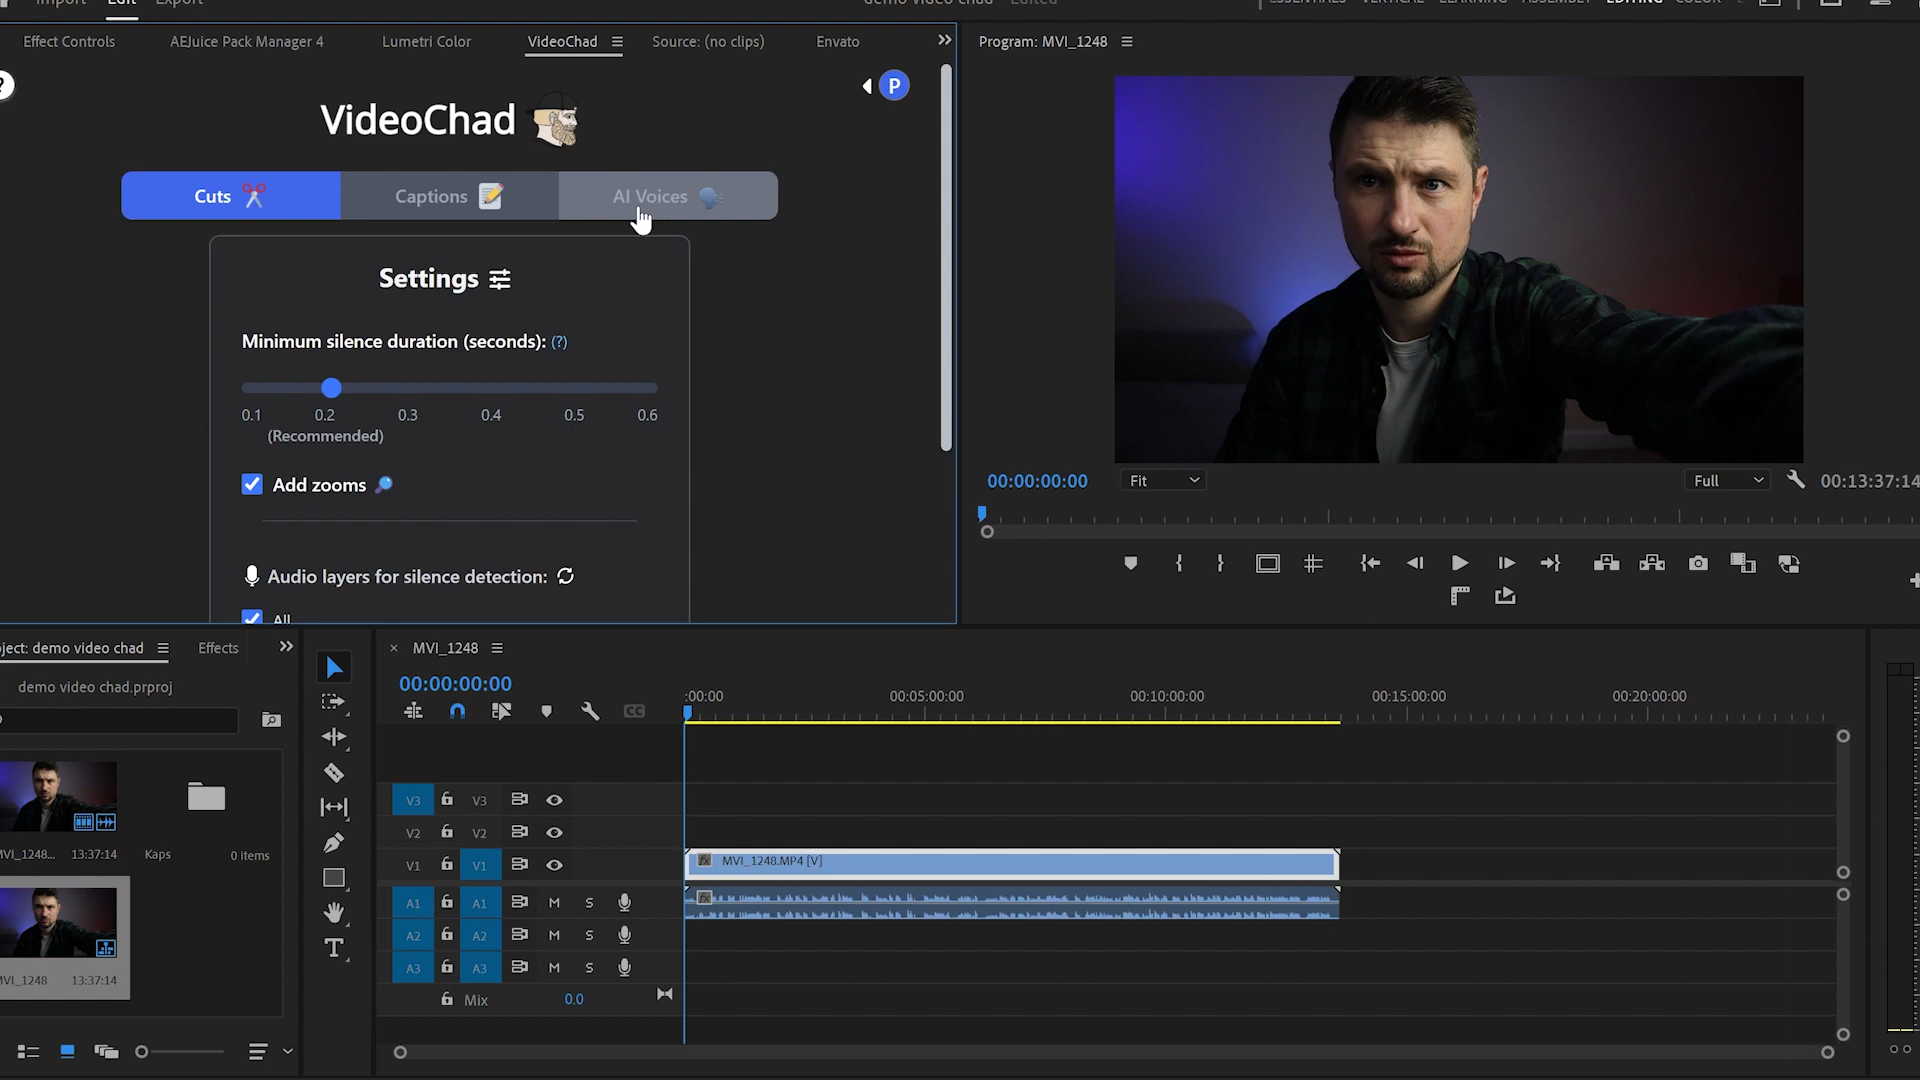 Import Edit Export
demo video chad Edited
ESSENTIALS VERTICAL LEARNING ASSEMBLY EDITING COLOR
Effect Controls AEJuice Pack Manager 4 Lumetri Color VideoChad Source: (no clips) Envato
Program: MVI_1248
?
P
VideoChad
Cuts Captions AI Voices
Settings
Minimum silence duration (seconds): (?)
0.1 0.2 0.3 0.4 0.5 0.6
(Recommended)
Add zooms
Audio layers for silence detection:
All
00:00:00:00 Fit Full 00:13:37:14
ject: demo video chad Effects
demo video chad.prproj
MVI_1248... 13:37:14 Kaps 0 items
MVI_1248 13:37:14
MVI_1248
00:00:00:00
:00:00 00:05:00:00 00:10:00:00 00:15:00:00 00:20:00:00
CC
V3 V3
V2 V2
V1 V1 fx MVI_1248.MP4 [V]
A1 A1 M S fx
A2 A2 M S
A3 A3 M S
Mix 0.0